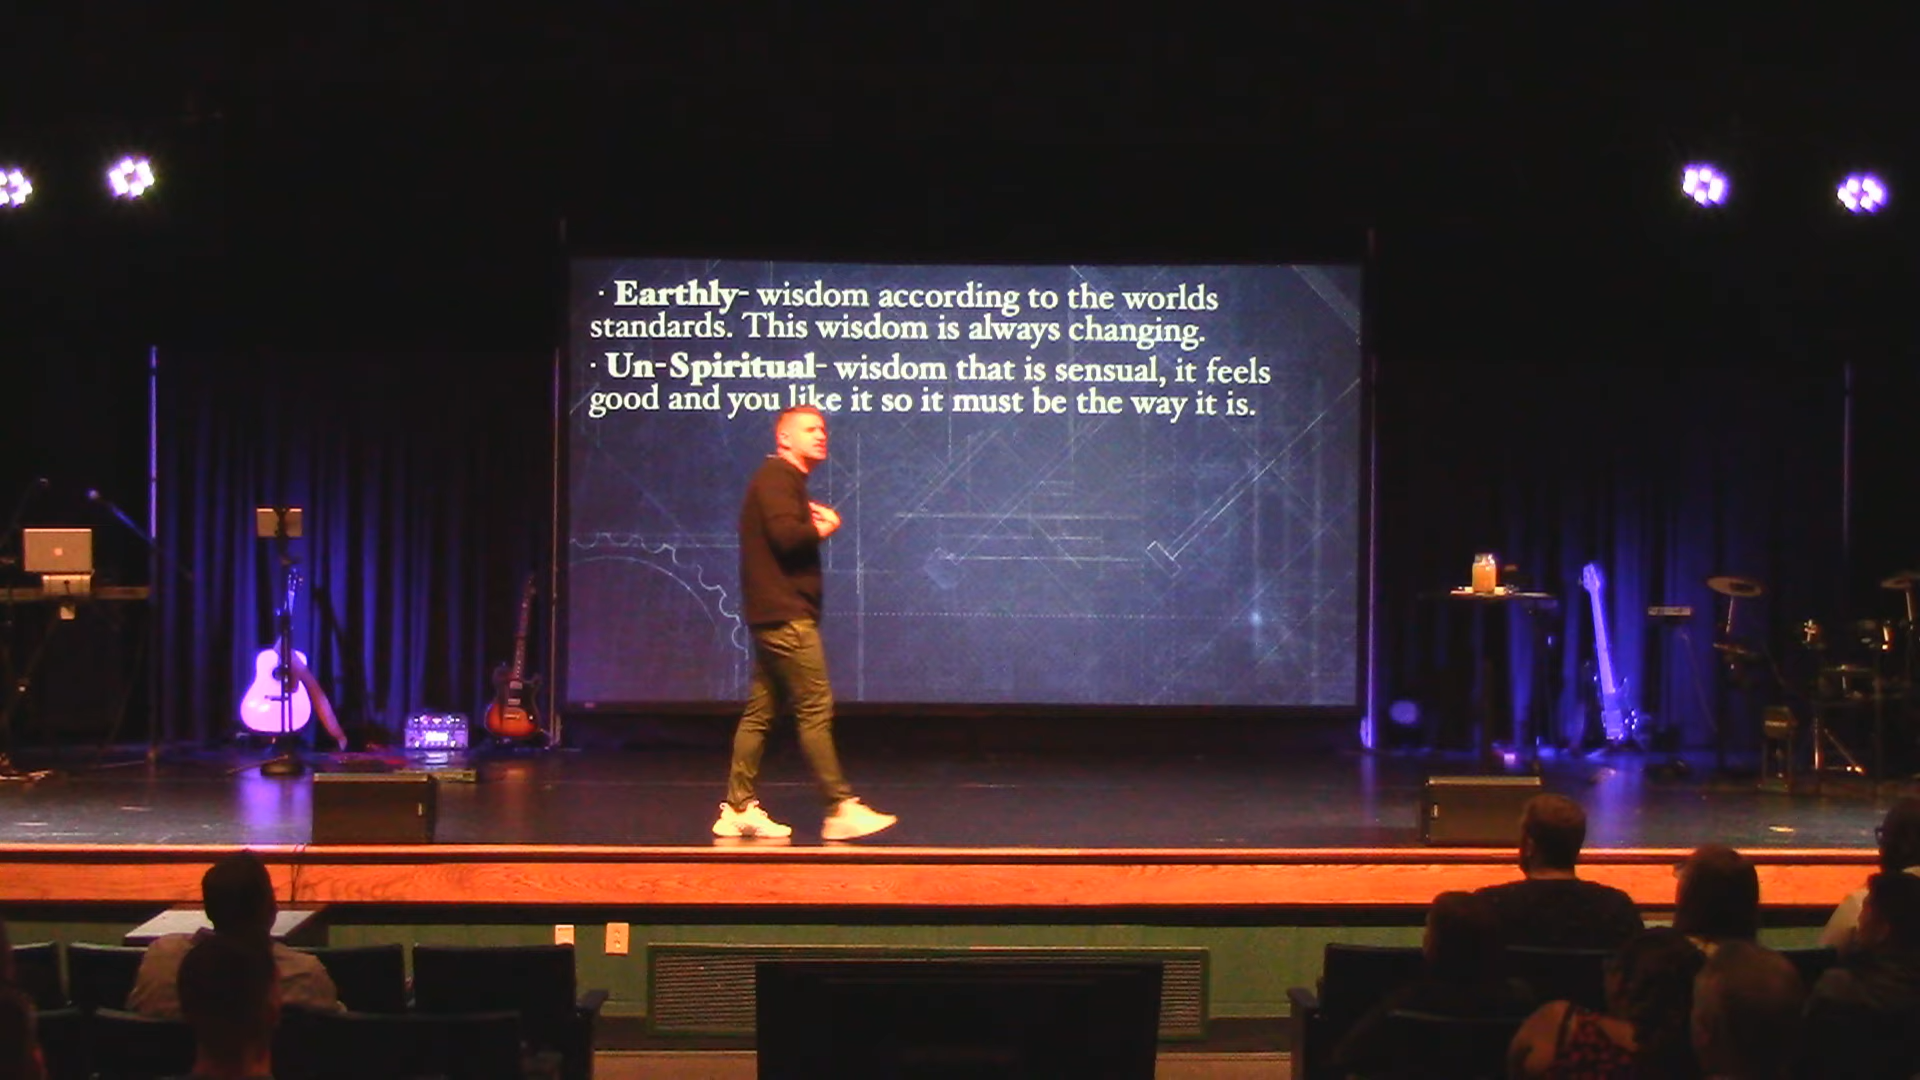 · Earthly- wisdom according to the worlds
standards. This wisdom is always changing.
· Un-Spiritual- wisdom that is sensual, it feels
good and you like it so it must be the way it is.